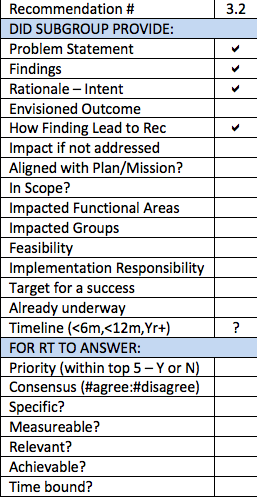 Recommendation # 3.2
DID SUBGROUP PROVIDE:
Problem Statement ✓
Findings ✓
Rationale – Intent ✓
Envisioned Outcome
How Finding Lead to Rec ✓
Impact if not addressed
Aligned with Plan/Mission?
In Scope?
Impacted Functional Areas
Impacted Groups
Feasibility
Implementation Responsibility
Target for a success
Already underway
Timeline (<6m,<12m,Yr+) ?
FOR RT TO ANSWER:
Priority (within top 5 – Y or N)
Consensus (#agree:#disagree)
Specific?
Measureable?
Relevant?
Achievable?
Time bound?